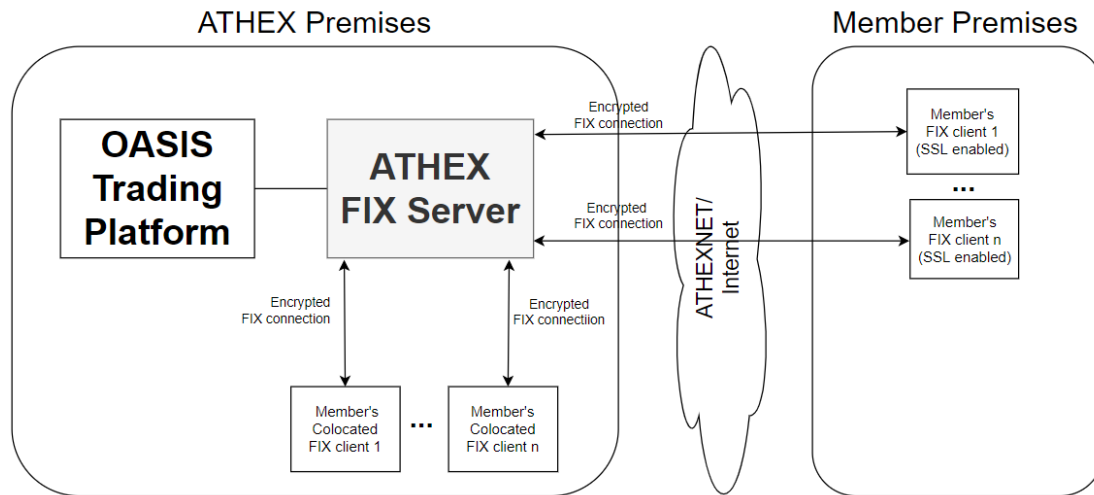 ATHEX Premises
Member Premises
OASIS
Trading
Platform
ATHEX
FIX Server
Encrypted
FIX connection
Encrypted
FIX connection
ATHEXNET/
Internet
Member's
FIX client 1
(SSL enabled)
...
Member's
FIX client n
(SSL enabled)
Encrypted
FIX connection
Encrypted
FIX connectiion
Member's
Colocated
FIX client 1
...
Member's
Colocated
FIX client n